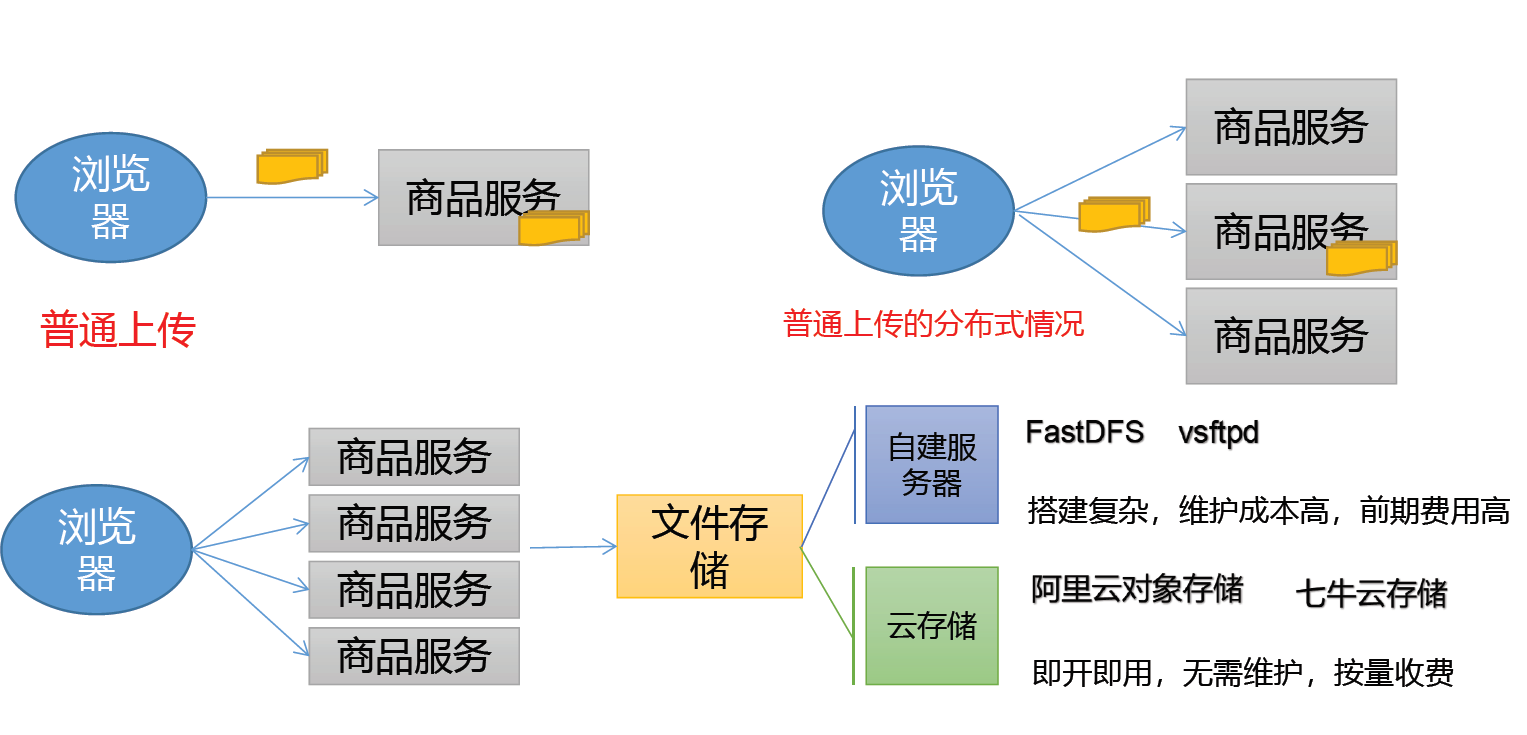 浏览
器
商品服务
普通上传
浏览
器
商品服务
商品服务
商品服务
普通上传的分布式情况
浏览
器
商品服务
商品服务
商品服务
商品服务
文件存
储
自建服
务器
FastDFS vsftpd
搭建复杂，维护成本高，前期费用高
云存储
阿里云对象存储 七牛云存储
即开即用，无需维护，按量收费